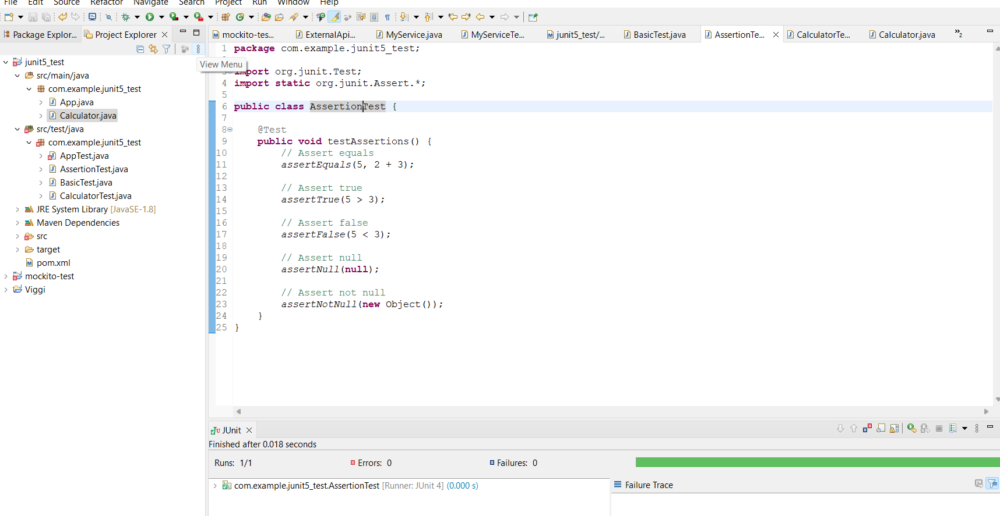 File Edit Source Refactor Navigate Search Project Run Window Help
Package Explor... Project Explorer
mockito-tes... ExternalApi... MyService.java MyServiceTe... junit5_test/... BasicTest.java AssertionTe... CalculatorTe... Calculator.java »2
View Menu
junit5_test
src/main/java
com.example.junit5_test
App.java
Calculator.java
src/test/java
com.example.junit5_test
AppTest.java
AssertionTest.java
BasicTest.java
CalculatorTest.java
JRE System Library [JavaSE-1.8]
Maven Dependencies
src
target
pom.xml
mockito-test
Viggi
1 package com.example.junit5_test;
import org.junit.Test;
4 import static org.junit.Assert.*;
5
6 public class AssertionTest {
7
8 @Test
9 public void testAssertions() {
10 // Assert equals
11 assertEquals(5, 2 + 3);
12
13 // Assert true
14 assertTrue(5 > 3);
15
16 // Assert false
17 assertFalse(5 < 3);
18
19 // Assert null
20 assertNull(null);
21
22 // Assert not null
23 assertNotNull(new Object());
24 }
25 }
JUnit
Finished after 0.018 seconds
Runs: 1/1 Errors: 0 Failures: 0
com.example.junit5_test.AssertionTest [Runner: JUnit 4] (0.000 s)
Failure Trace